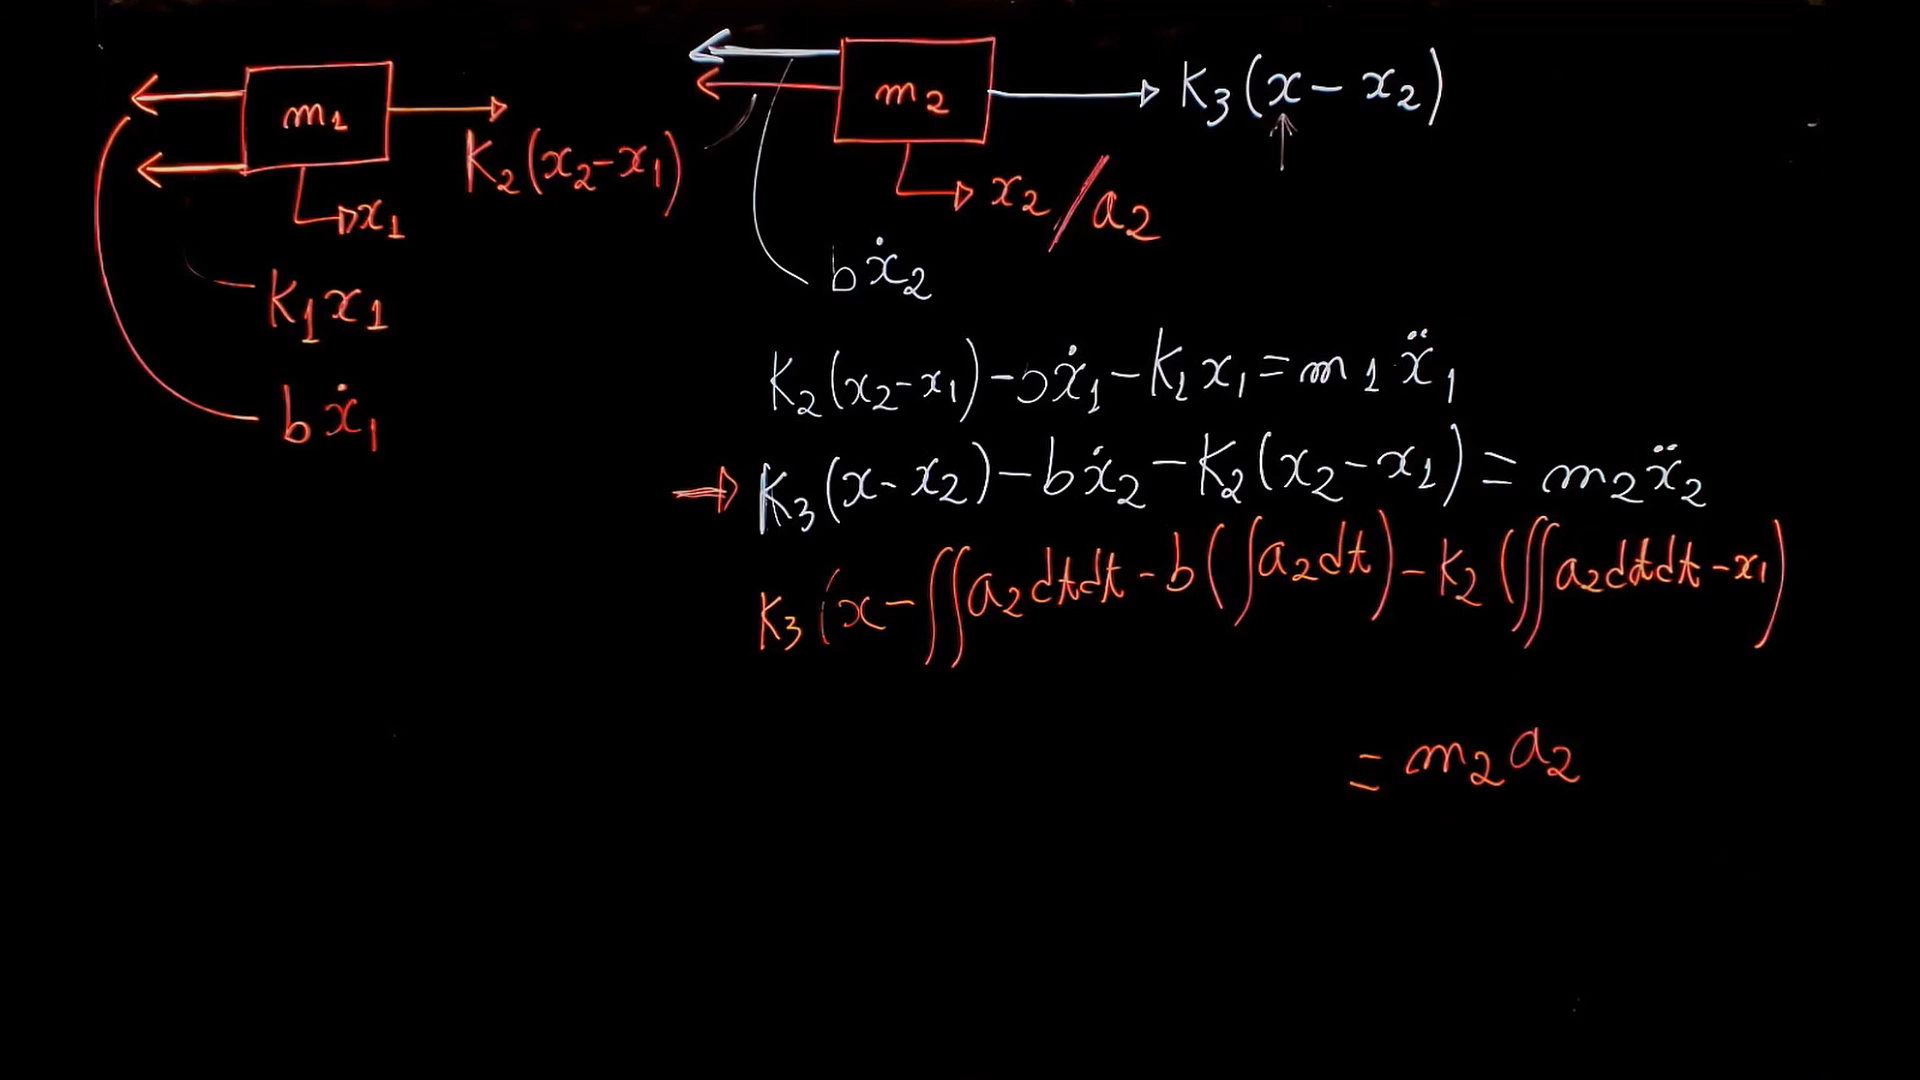 m1
K2(x2-x1)
x1
K1x1
bẋ1
m2
K3(x-x2)
x2/a2
bẋ2
K2(x2-x1)-bẋ1-K1x1=m1ẍ1
⇒ K3(x-x2)-bẋ2-K2(x2-x1)=m2ẍ2
K3(x-∬a2dtdt-b(∫a2dt)-K2(∬a2dtdt-x1)
=m2a2